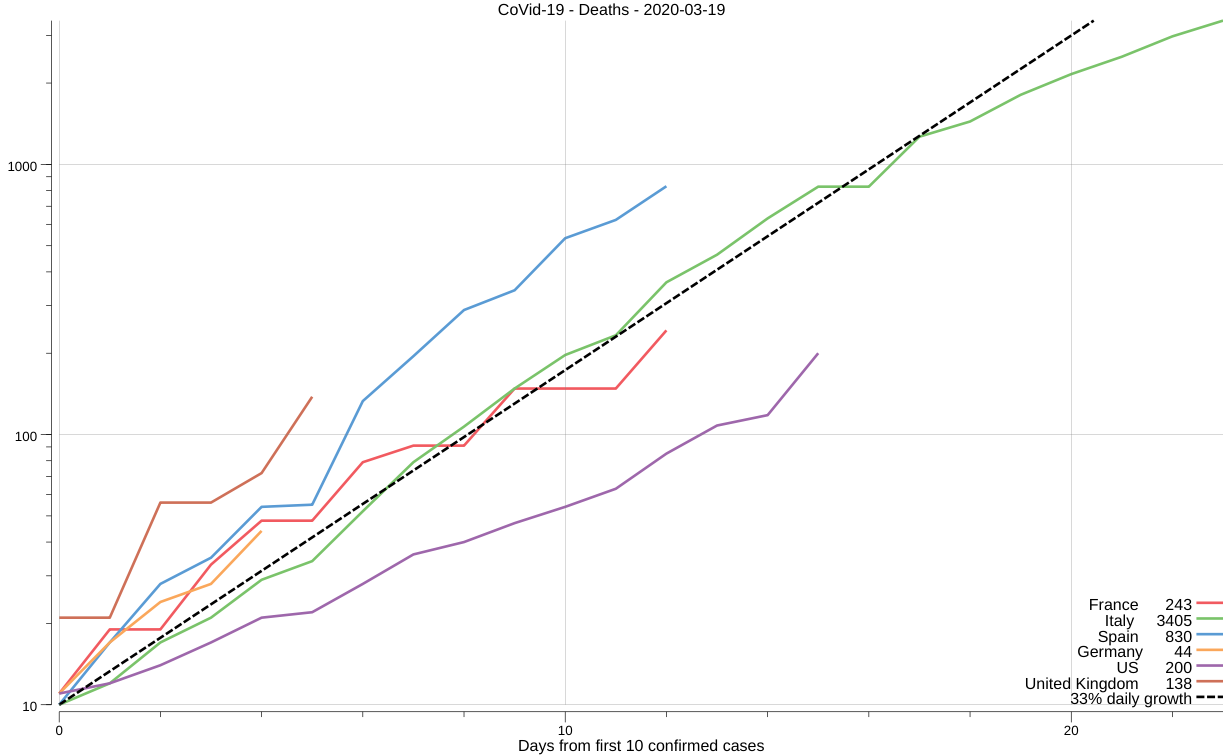 CoVid-19 - Deaths - 2020-03-19
1000
100
10
France 243
Italy 3405
Spain 830
Germany 44
US 200
United Kingdom 138
33% daily growth
0 10 20
Days from first 10 confirmed cases